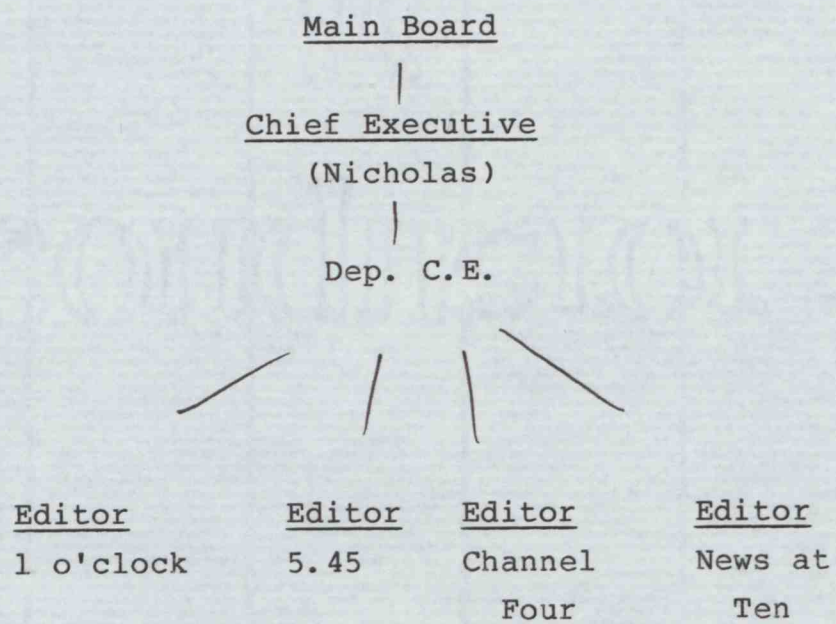 Main Board
Chief Executive
(Nicholas)
Dep. C.E.
Editor Editor Editor Editor
1 o'clock 5.45 Channel News at
Four Ten